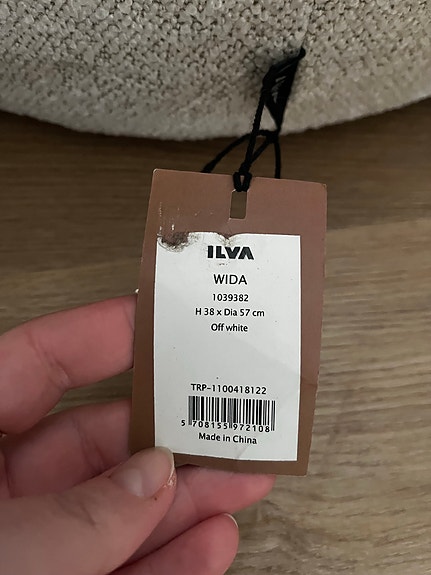 ILVA
WIDA
1039382
H 38 x Dia 57 cm
Off white
TRP-1100418122
5 708155 972108
Made in China